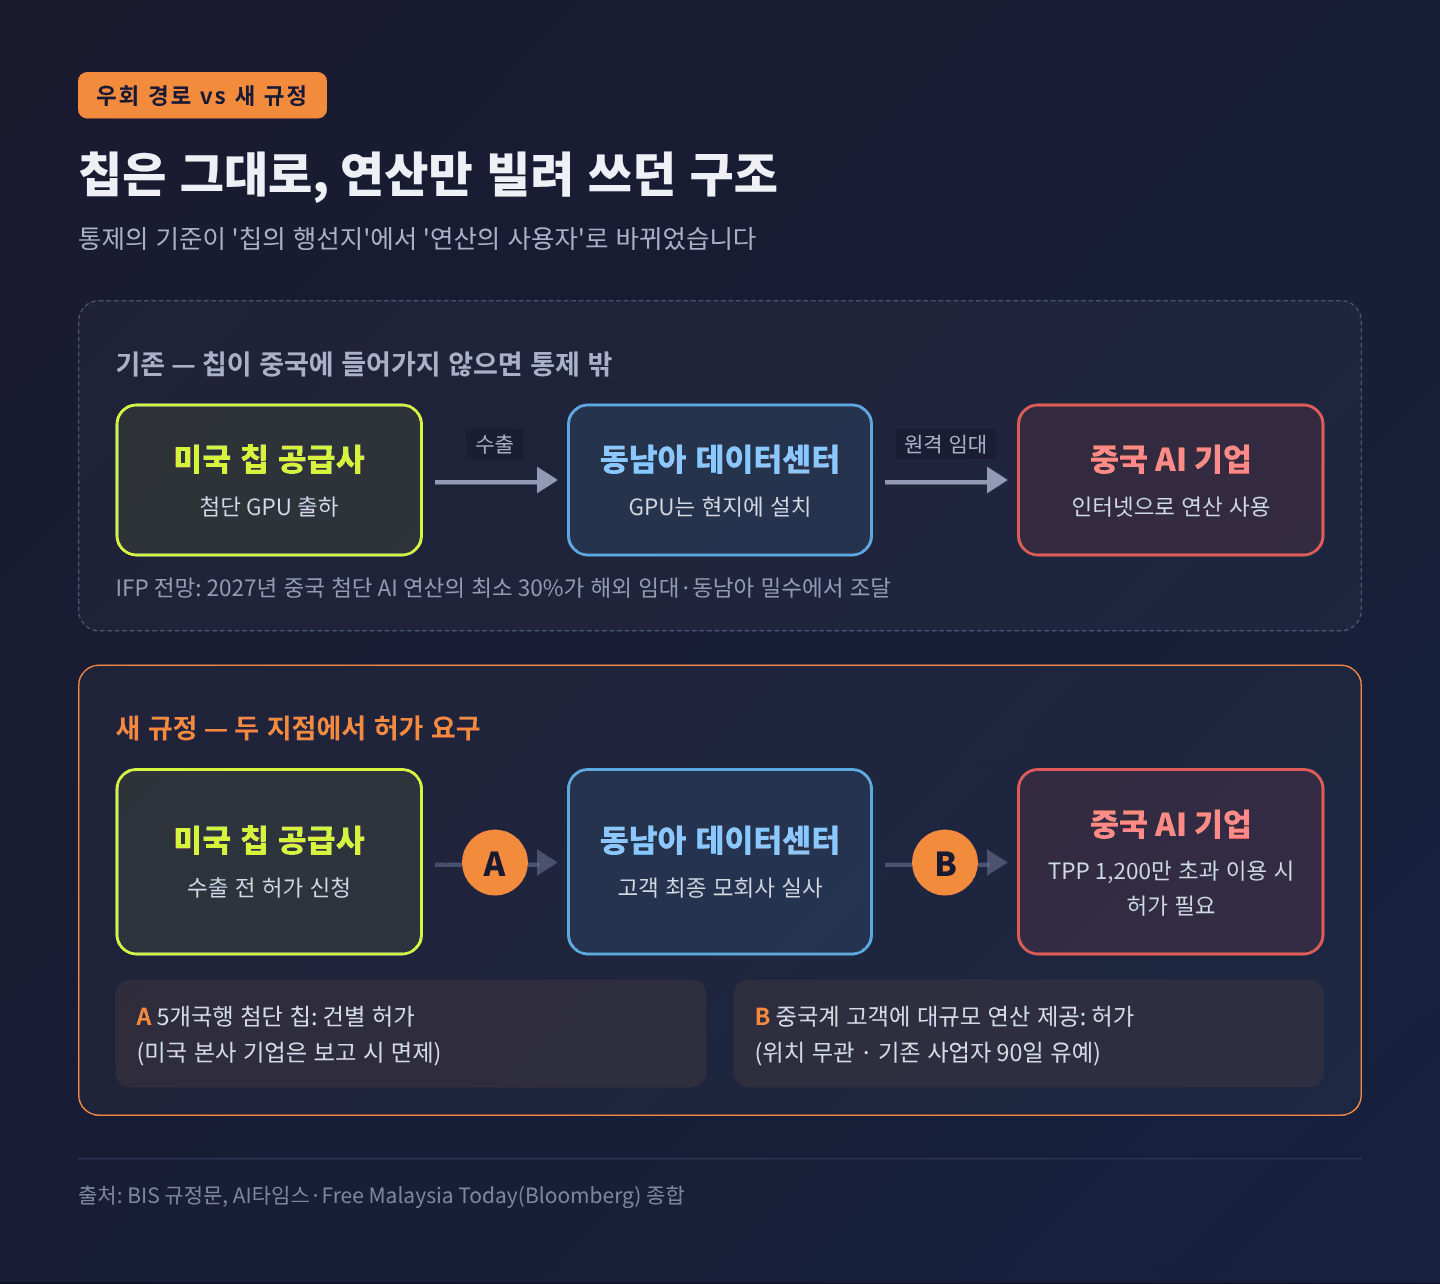 우회 경로 vs 새 규정
칩은 그대로, 연산만 빌려 쓰던 구조
통제의 기준이 '칩의 행선지'에서 '연산의 사용자'로 바뀌었습니다
기존 — 칩이 중국에 들어가지 않으면 통제 밖
미국 칩 공급사
첨단 GPU 출하
수출
동남아 데이터센터
GPU는 현지에 설치
원격 임대
중국 AI 기업
인터넷으로 연산 사용
IFP 전망: 2027년 중국 첨단 AI 연산의 최소 30%가 해외 임대·동남아 밀수에서 조달
새 규정 — 두 지점에서 허가 요구
미국 칩 공급사
수출 전 허가 신청
A
동남아 데이터센터
고객 최종 모회사 실사
B
중국 AI 기업
TPP 1,200만 초과 이용 시
허가 필요
A 5개국행 첨단 칩: 건별 허가
(미국 본사 기업은 보고 시 면제)
B 중국계 고객에 대규모 연산 제공: 허가
(위치 무관 · 기존 사업자 90일 유예)
출처: BIS 규정문, AI타임스·Free Malaysia Today(Bloomberg) 종합